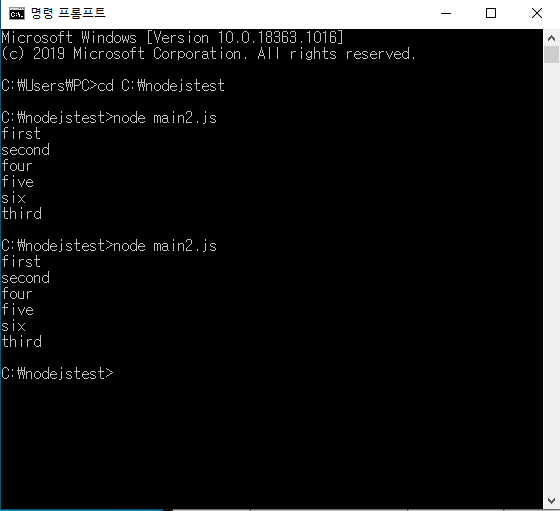 명령 프롬프트
Microsoft Windows [Version 10.0.18363.1016]
(c) 2019 Microsoft Corporation. All rights reserved.
C:₩Users₩PC>cd C:₩nodejstest
C:₩nodejstest>node main2.js
first
second
four
five
six
third
C:₩nodejstest>node main2.js
first
second
four
five
six
third
C:₩nodejstest>